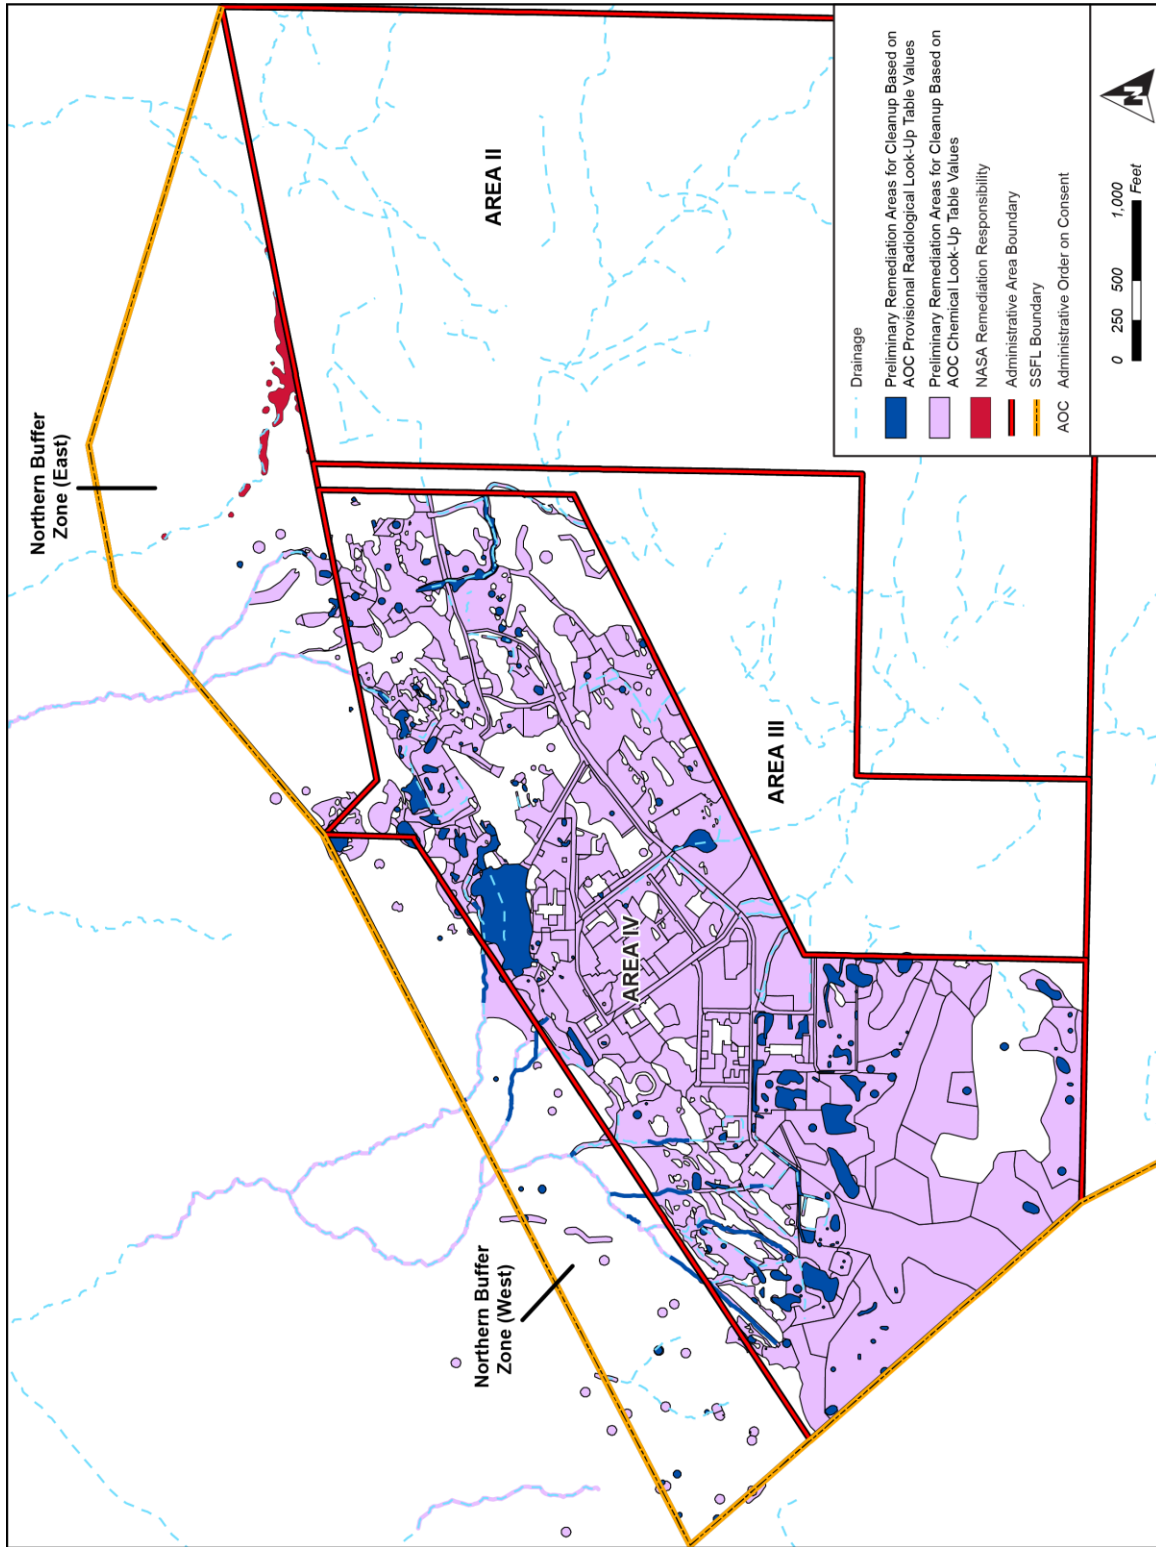 Northern Buffer
Zone (East)
AREA II
Northern Buffer
Zone (West)
AREA IV
AREA III
Drainage
Preliminary Remediation Areas for Cleanup Based on
AOC Provisional Radiological Look-Up Table Values
Preliminary Remediation Areas for Cleanup Based on
AOC Chemical Look-Up Table Values
NASA Remediation Responsibility
Administrative Area Boundary
SSFL Boundary
AOC Administrative Order on Consent
N
0 250 500 1,000
Feet